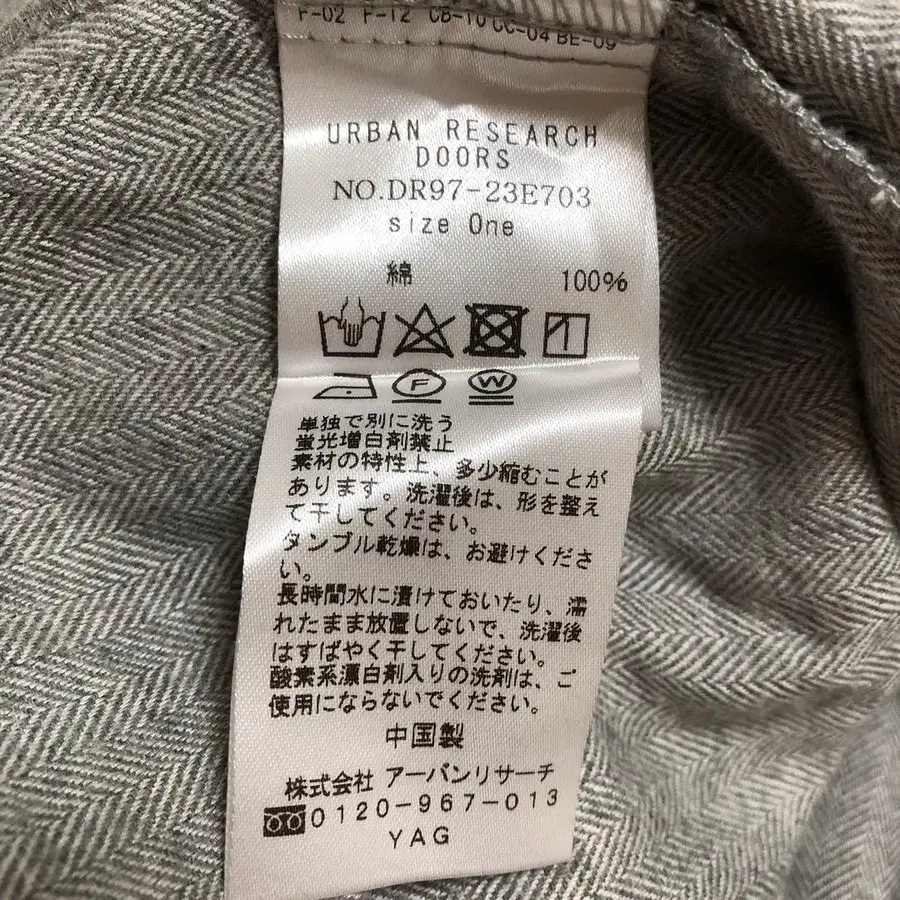 F-02 F-12 CB-10 CC-04 BE-09
URBAN RESEARCH
DOORS
NO.DR97-23E703
size One
綿 100%
F W
単独で別に洗う
蛍光増白剤禁止
素材の特性上、多少縮むことが
あります。洗濯後は、形を整え
て干してください。
タンブル乾燥は、お避けくださ
い。
長時間水に漬けておいたり、濡
れたまま放置しないで、洗濯後
はすばやく干してください。
酸素系漂白剤入りの洗剤は、ご
使用にならないでください。
中国製
株式会社 アーバンリサーチ
0120-967-013
YAG